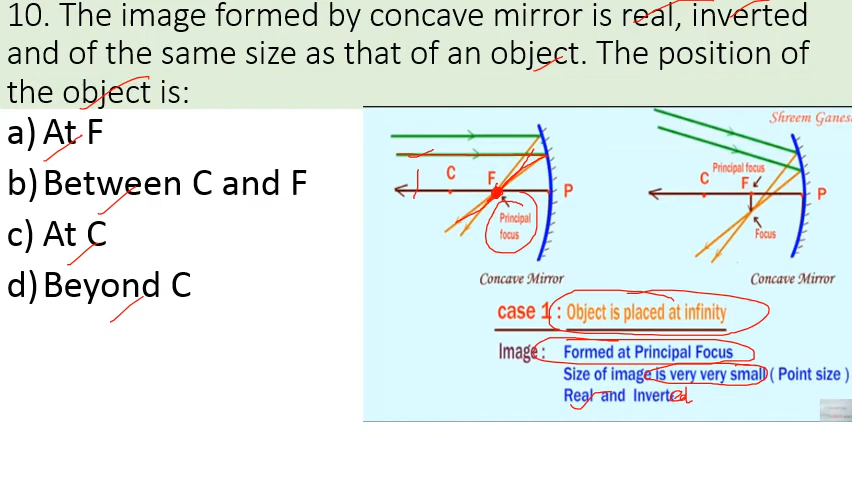 10. The image formed by concave mirror is real, inverted
and of the same size as that of an object. The position of
the object is:
a) At F
b) Between C and F
c) At C
d) Beyond C
C
F
P
Principal
focus
Concave Mirror
Shreem Ganes
Principal focus
C
F
P
Focus
Concave Mirror
case 1 : Object is placed at infinity
Image : Formed at Principal Focus
Size of image is very very small ( Point size )
Real and Inverted